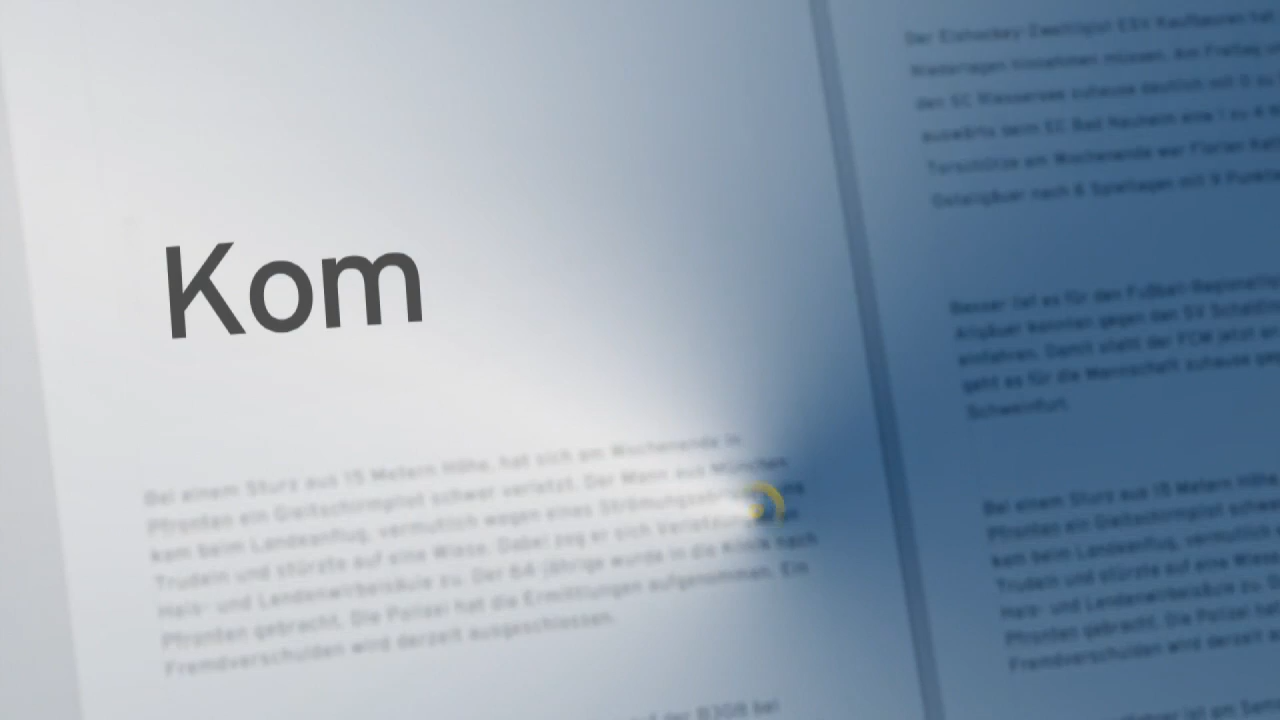 Kom
Bei einem Sturz aus 15 Metern Höhe, hat sich am Wochenende in
Pfronten ein Gleitschirmpilot schwer verletzt. Der Mann aus München
kam beim Landeanflug, vermutlich wegen eines
Trudeln und stürzte auf eine Wiese. Dabei zog er sich
Hals- und Lendenwirbelsäule zu. Der 64-jährige wurde in die Klinik nach
Pfronten gebracht. Die Polizei hat die Ermittlungen aufgenommen. Ein
Fremdverschulden wird derzeit ausgeschlossen.
der B308 bei
Der Eishockey-Zweitligist ESV Kaufbeuren hat
Niederlagen hinnehmen müssen. Am Freitag
den SC Riessersee zuhause deutlich mit 0 zu
auswärts beim EC Bad Nauheim eine 1 zu 4
Torschütze am Wochenende war Florian
Ostallgäuer nach 6 Spieltagen mit 9 Punkte
Besser lief es für den Fußball-Regionallig
Allgäuer konnten gegen den SV
einfahren. Damit steht der FCM jetzt
geht es für die Mannschaft zuhause
Schweinfurt.
Bei einem Sturz aus 15 Metern Höhe
Pfronten ein Gleitschirmpilot schwer
kam beim Landeanflug, vermutlich
Trudeln und stürzte auf eine Wiese.
Hals- und Lendenwirbelsäule zu.
Pfronten gebracht. Die Polizei hat
Fremdverschulden wird derzeit